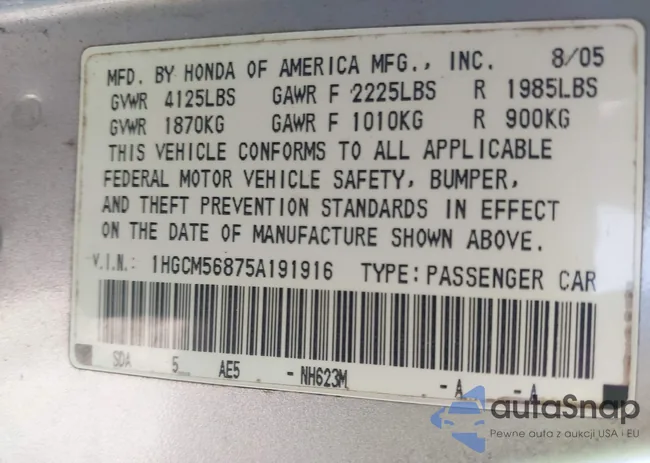 MFD. BY HONDA OF AMERICA MFG., INC. 8/05
GVWR 4125LBS GAWR F 2225LBS R 1985LBS
GVWR 1870KG GAWR F 1010KG R 900KG
THIS VEHICLE CONFORMS TO ALL APPLICABLE
FEDERAL MOTOR VEHICLE SAFETY, BUMPER,
AND THEFT PREVENTION STANDARDS IN EFFECT
ON THE DATE OF MANUFACTURE SHOWN ABOVE.
V.I.N.: 1HGCM56875A191916 TYPE: PASSENGER CAR
SDA 5 AE5 - NH623M - A - A
autaSnap
Pewne auta z aukcji USA i EU